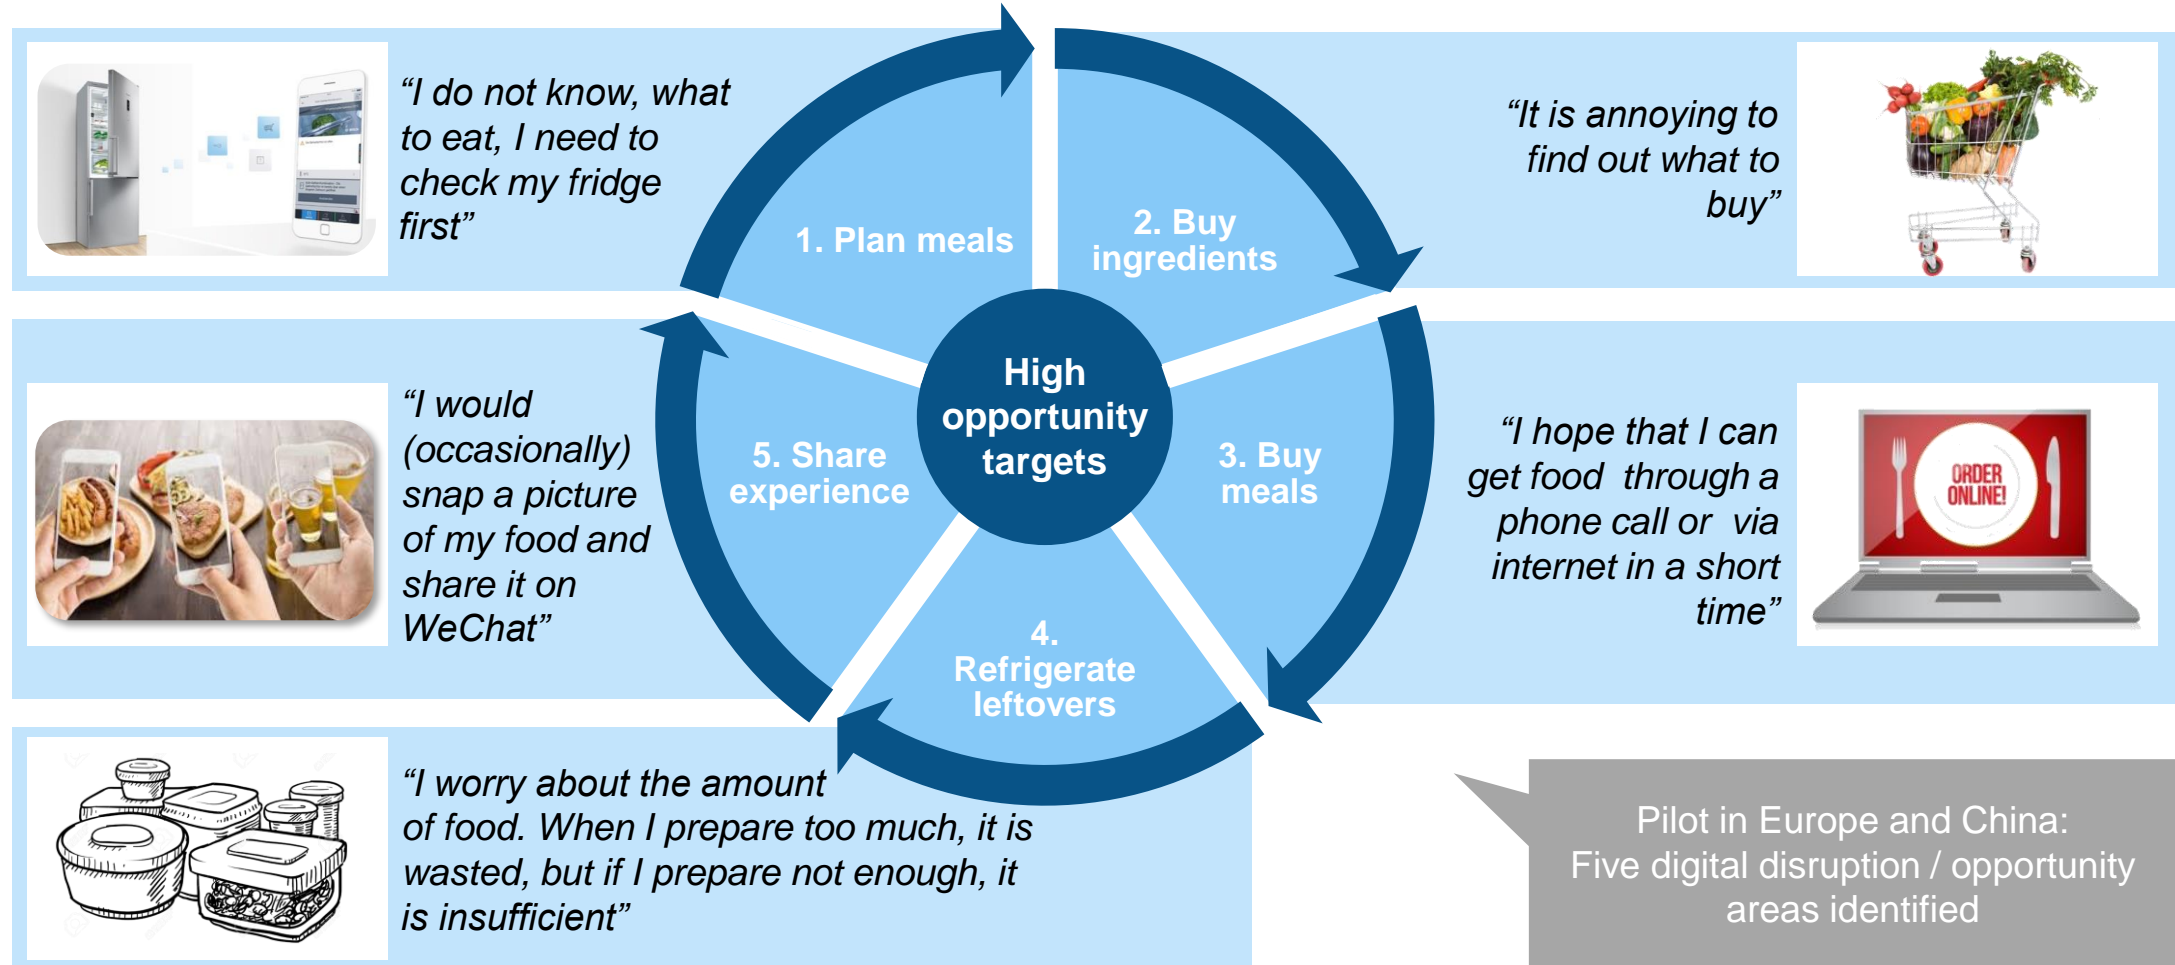 “I do not know, what
to eat, I need to
check my fridge
first”
1. Plan meals
2. Buy
ingredients
“It is annoying to
find out what to
buy”
High
opportunity
targets
“I would
(occasionally)
snap a picture
of my food and
share it on
WeChat”
5. Share
experience
3. Buy
meals
“I hope that I can
get food  through a
phone call or  via
internet in a short
time”
ORDER
ONLINE!
4.
Refrigerate
leftovers
“I worry about the amount
of food. When I prepare too much, it is
wasted, but if I prepare not enough, it
is insufficient”
Pilot in Europe and China:
Five digital disruption / opportunity
areas identified